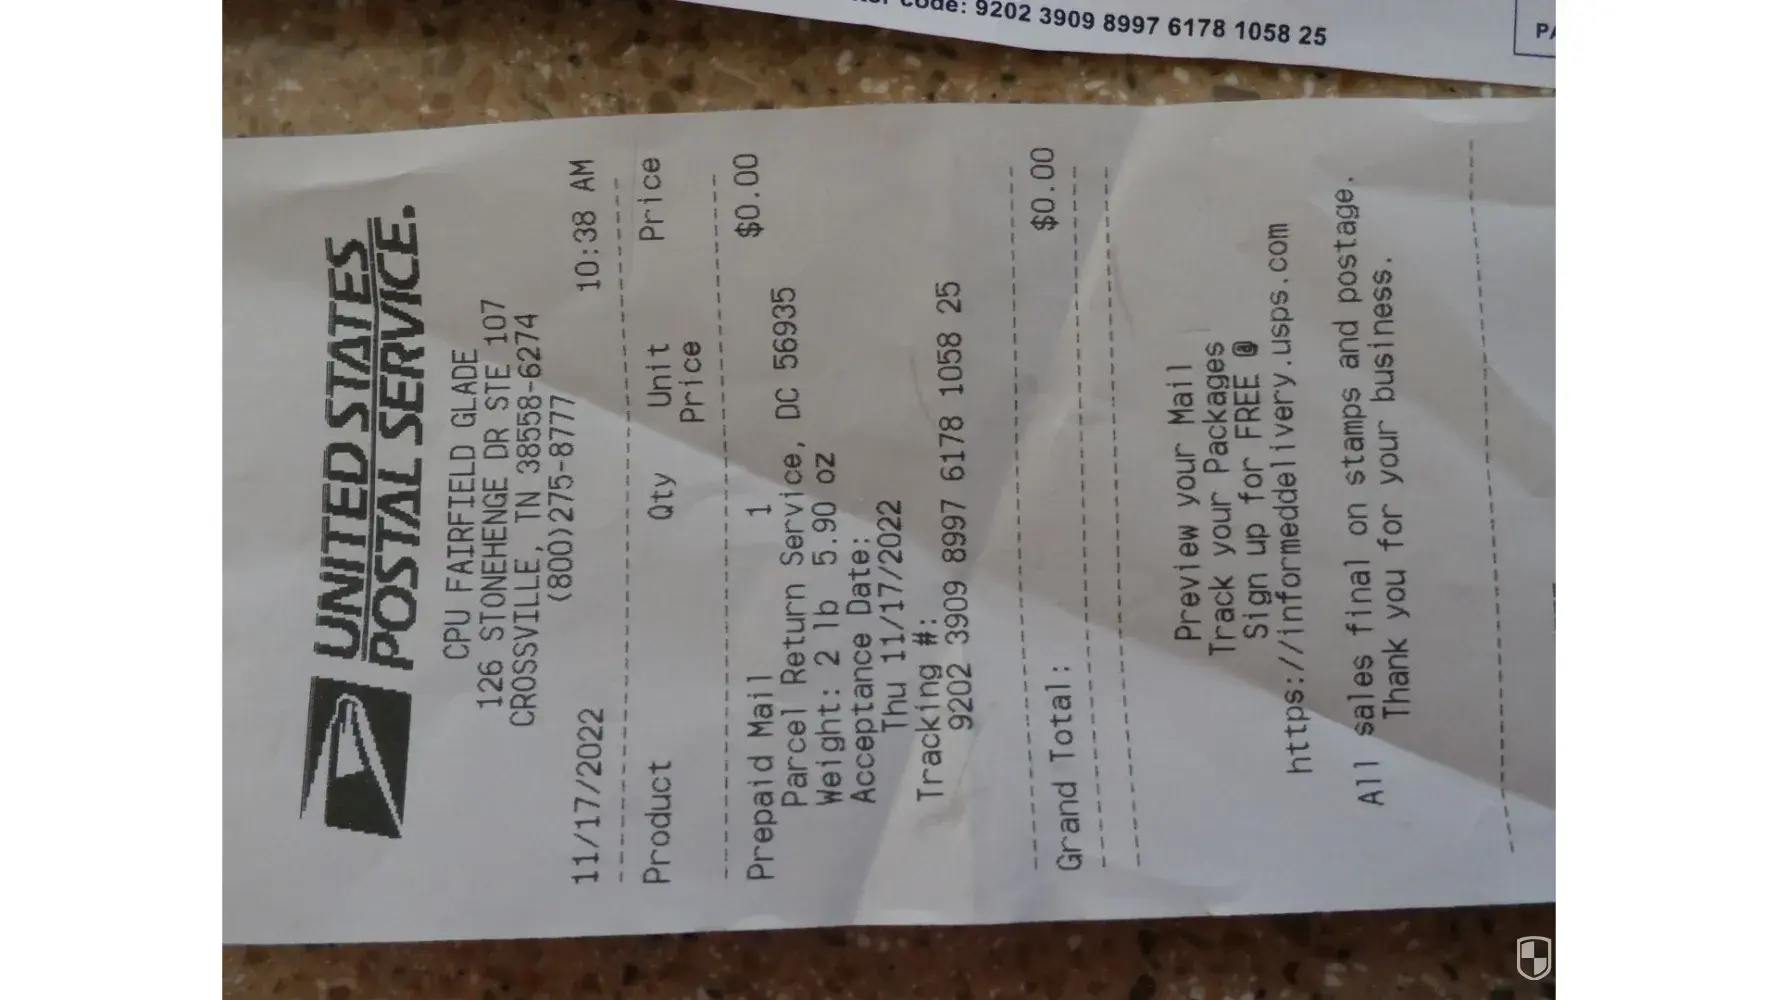 code: 9202 3909 8997 6178 1058 25
UNITED STATES
POSTAL SERVICE.
CPU FAIRFIELD GLADE
126 STONEHENGE DR STE 107
CROSSVILLE, TN 38558-6274
(800)275-8777
11/17/2022 10:38 AM
Product Qty Unit Price
Price
Prepaid Mail 1 $0.00
Parcel Return Service, DC 56935
Weight: 2 lb 5.90 oz
Acceptance Date:
Thu 11/17/2022
Tracking #:
9202 3909 8997 6178 1058 25
Grand Total: $0.00
Preview your Mail
Track your Packages
Sign up for FREE @
https://informeddelivery.usps.com
All sales final on stamps and postage.
Thank you for your business.